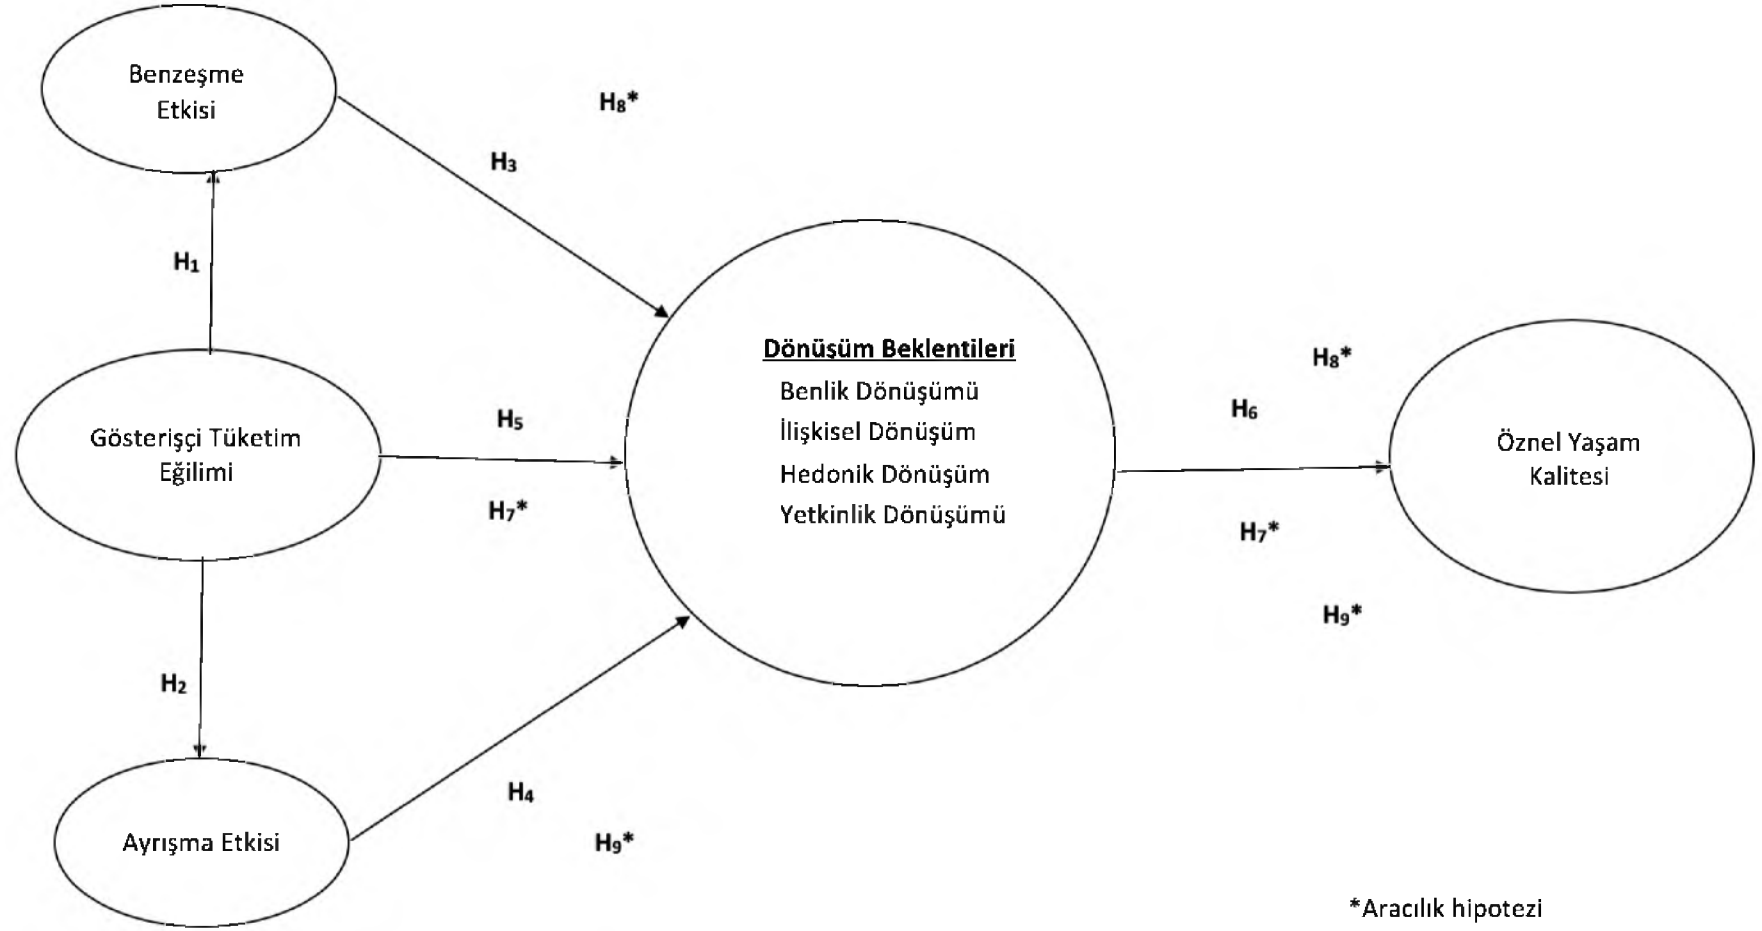 Benzeşme
Etkisi
H8*
H3
H1
Dönüşüm Beklentileri
Benlik Dönüşümü
İlişkisel Dönüşüm
Hedonik Dönüşüm
Yetkinlik Dönüşümü
H8*
H6
H5
Gösterişçi Tüketim
Eğilimi
Öznel Yaşam
Kalitesi
H7*
H7*
H9*
H2
H4
Ayrışma Etkisi
H9*
*Aracılık hipotezi